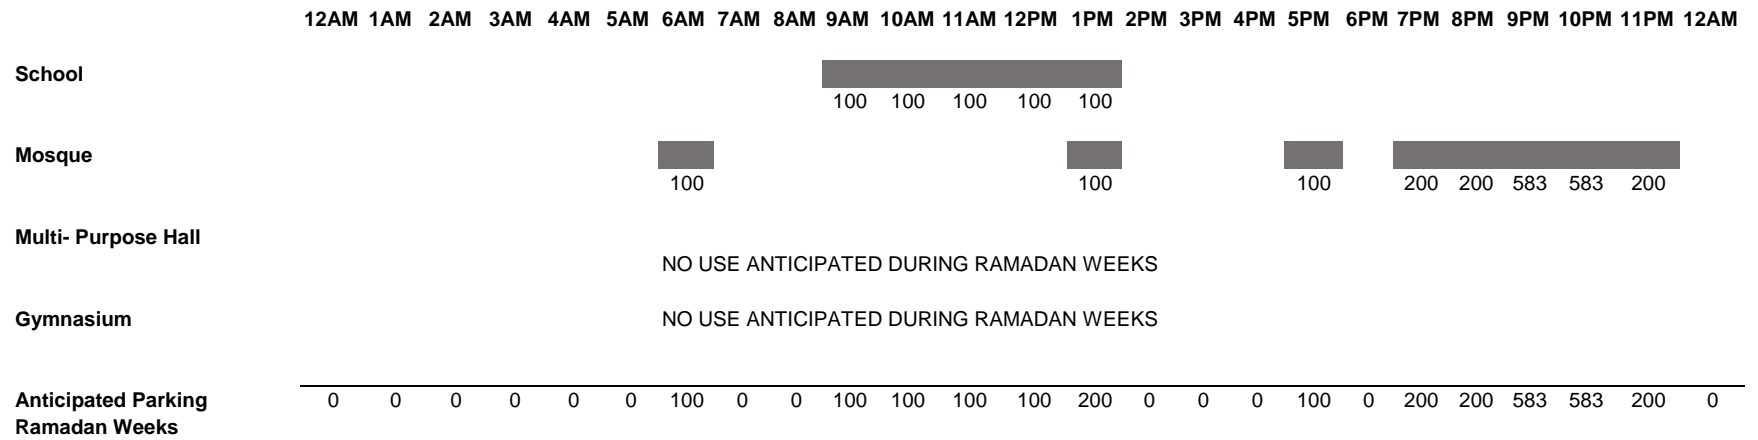 12AM 1AM 2AM 3AM 4AM 5AM 6AM 7AM 8AM 9AM 10AM 11AM 12PM 1PM 2PM 3PM 4PM 5PM 6PM 7PM 8PM 9PM 10PM 11PM 12AM
School
100 100 100 100 100
Mosque
100 100 100 200 200 583 583 200
Multi- Purpose Hall
NO USE ANTICIPATED DURING RAMADAN WEEKS
Gymnasium NO USE ANTICIPATED DURING RAMADAN WEEKS
Anticipated Parking 0 0 0 0 0 0 100 0 0 100 100 100 100 200 0 0 0 100 0 200 200 583 583 200 0
Ramadan Weeks